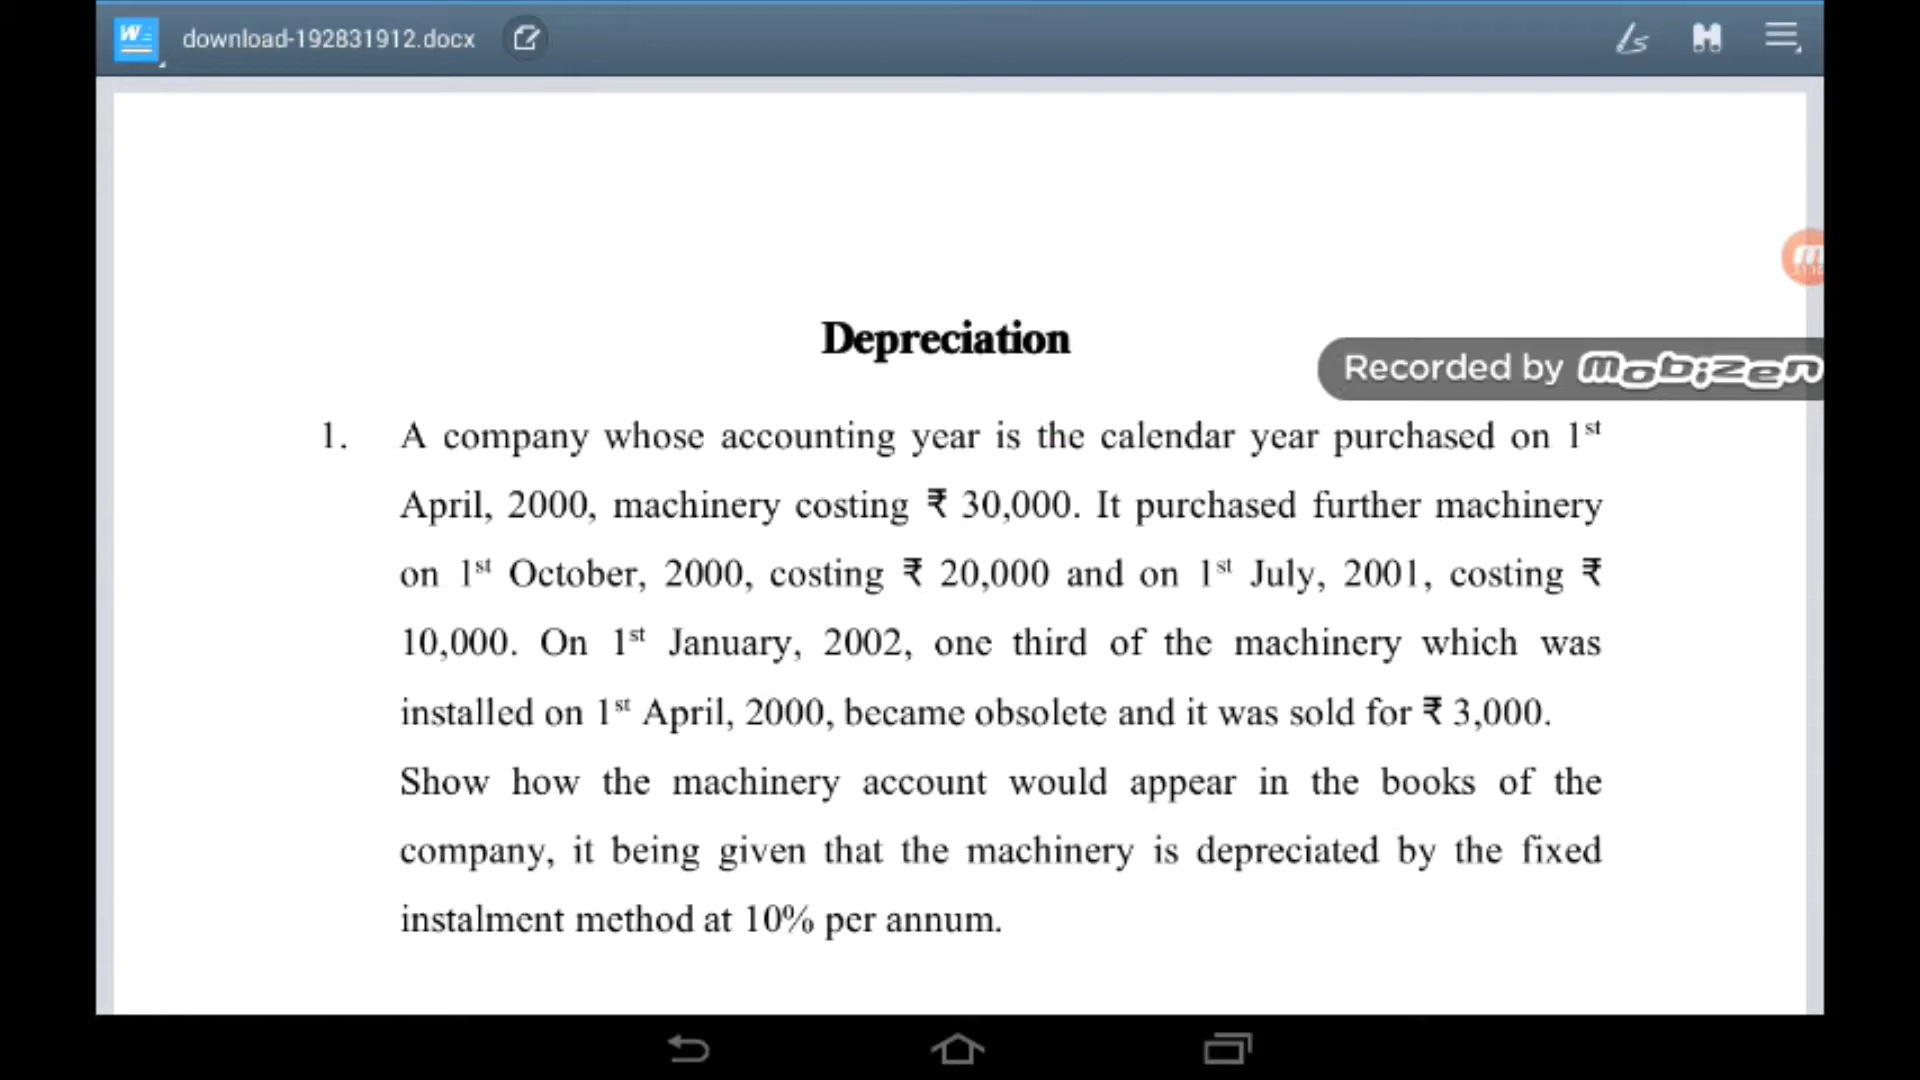 download-192831912.docx
Depreciation
Recorded by mobizen
1. A company whose accounting year is the calendar year purchased on 1st
April, 2000, machinery costing ₹ 30,000. It purchased further machinery
on 1st October, 2000, costing ₹ 20,000 and on 1st July, 2001, costing ₹
10,000. On 1st January, 2002, one third of the machinery which was
installed on 1st April, 2000, became obsolete and it was sold for ₹ 3,000.
Show how the machinery account would appear in the books of the
company, it being given that the machinery is depreciated by the fixed
instalment method at 10% per annum.